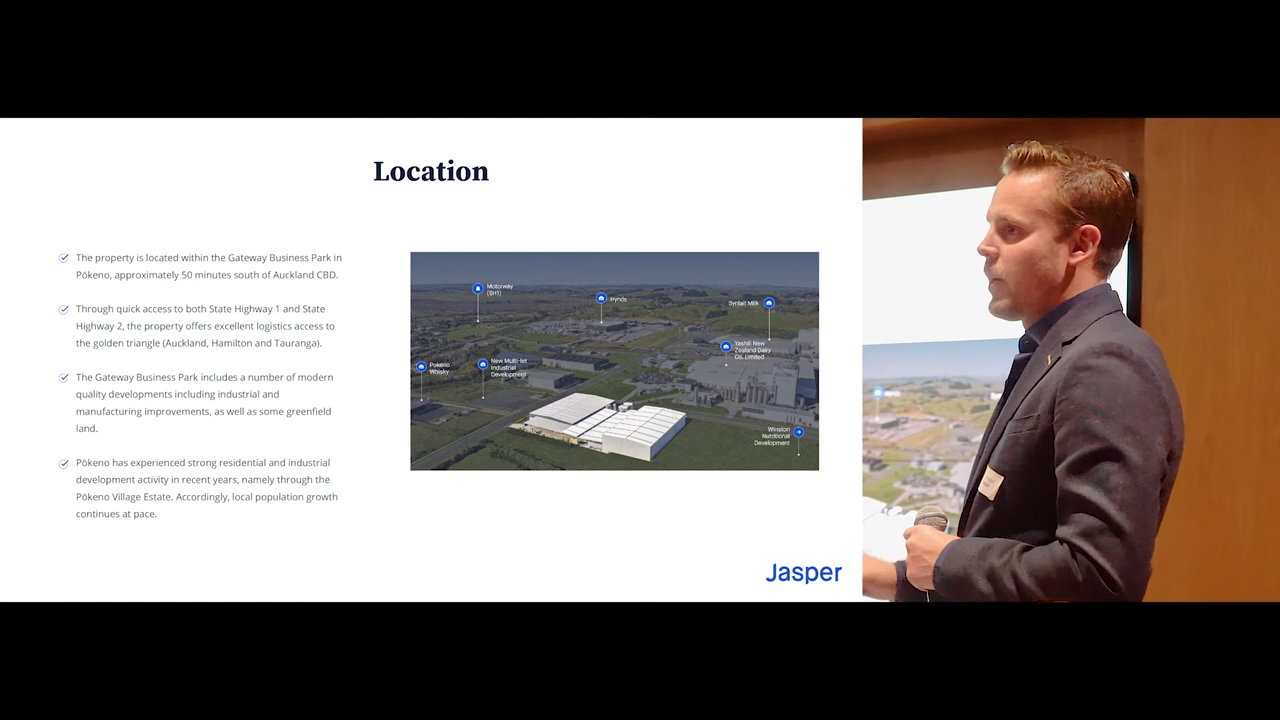 Location
The property is located within the Gateway Business Park in
Pōkeno, approximately 50 minutes south of Auckland CBD.
Through quick access to both State Highway 1 and State
Highway 2, the property offers excellent logistics access to
the golden triangle (Auckland, Hamilton and Tauranga).
The Gateway Business Park includes a number of modern
quality developments including industrial and
manufacturing improvements, as well as some greenfield
land.
Pōkeno has experienced strong residential and industrial
development activity in recent years, namely through the
Pōkeno Village Estate. Accordingly, local population growth
continues at pace.
Motorway
(SH1)
Hynds
Synlait Milk
Yashili New
Zealand Dairy
Co. Limited
Pokeno
Whisky
New Multi-let
Industrial
Development
Winston
Nutritional
Development
Jasper